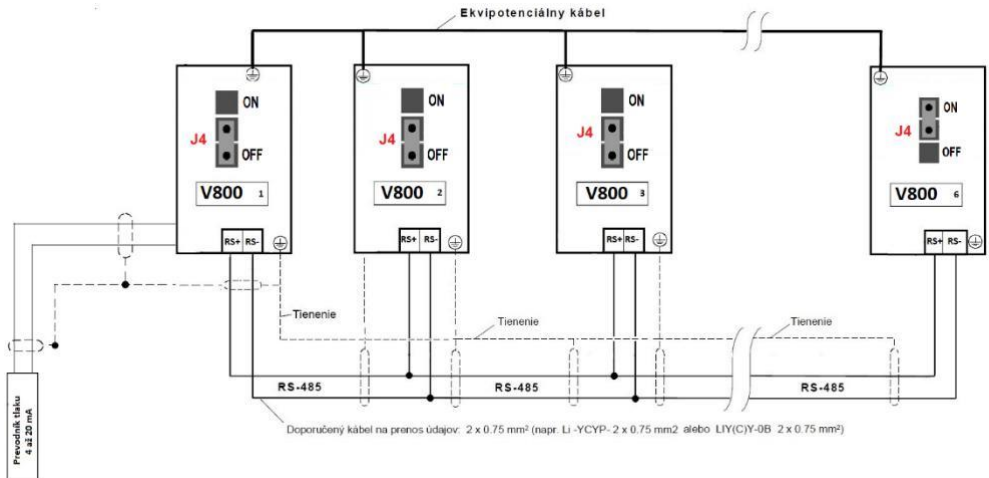 Ekvipotenciálny kábel
ON
J4
OFF
V800 1
RS+ RS-
ON
J4
OFF
V800 2
RS+ RS-
ON
J4
OFF
V800 3
RS+ RS-
ON
J4
OFF
V800 6
RS+ RS-
Tienenie
Tienenie
Tienenie
RS-485
RS-485
RS-485
Prevodník tlaku
4 až 20 mA
Doporučený kábel na prenos údajov: 2 x 0.75 mm² (napr. Li -YCYP- 2 x 0.75 mm2 alebo LIY(C)Y-0B 2 x 0.75 mm²)